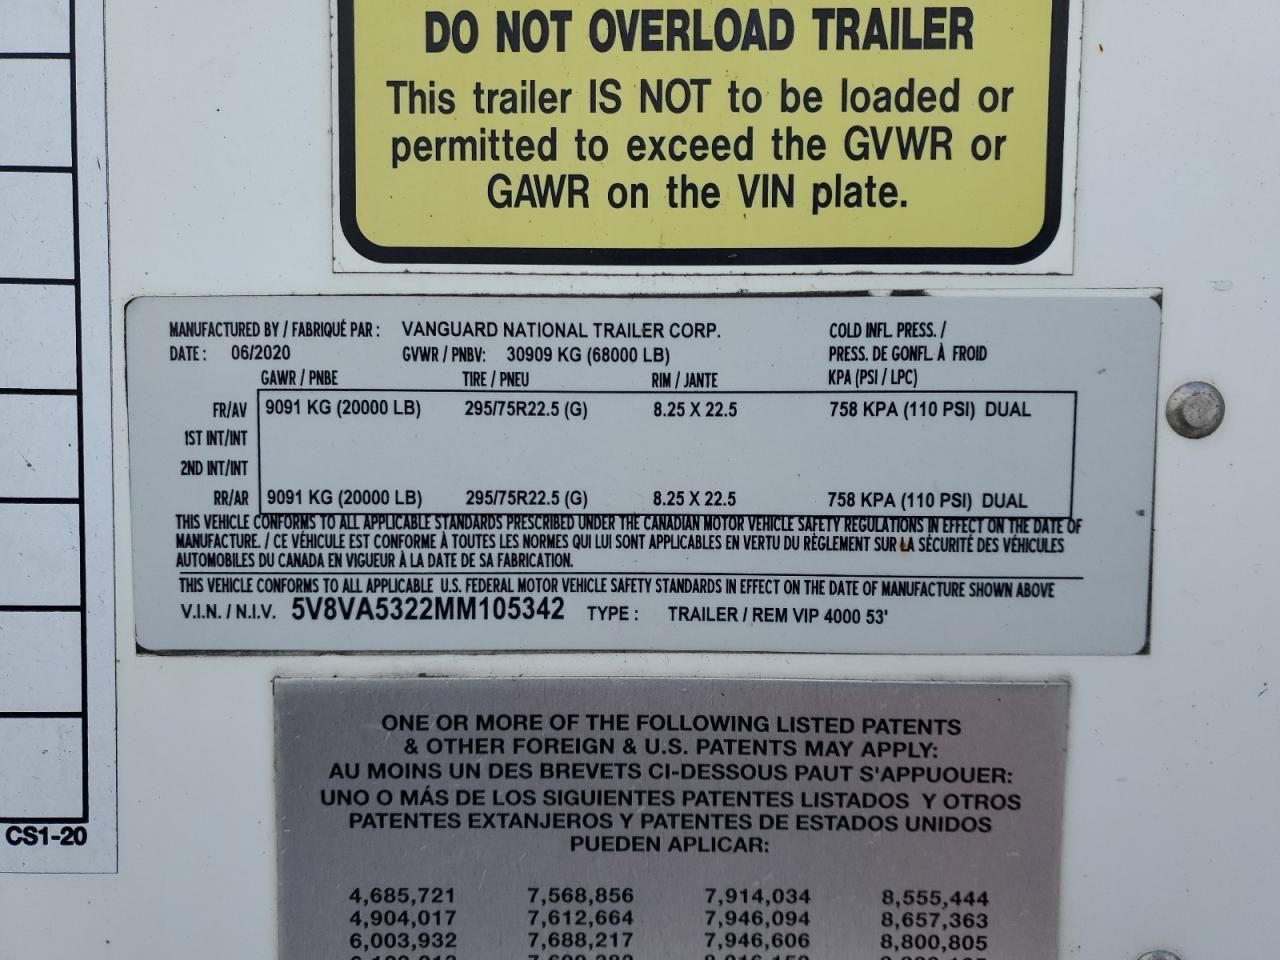 DO NOT OVERLOAD TRAILER
This trailer IS NOT to be loaded or
permitted to exceed the GVWR or
GAWR on the VIN plate.
MANUFACTURED BY / FABRIQUÉ PAR : VANGUARD NATIONAL TRAILER CORP. COLD INFL. PRESS. /
DATE : 06/2020 GVWR / PNBV: 30909 KG (68000 LB) PRESS. DE GONFL À FROID
GAWR / PNBE TIRE / PNEU RIM / JANTE KPA (PSI / LPC)
FR/AV 9091 KG (20000 LB) 295/75R22.5 (G) 8.25 X 22.5 758 KPA (110 PSI) DUAL
1ST INT/INT
2ND INT/INT
RR/AR 9091 KG (20000 LB) 295/75R22.5 (G) 8.25 X 22.5 758 KPA (110 PSI) DUAL
THIS VEHICLE CONFORMS TO ALL APPLICABLE STANDARDS PRESCRIBED UNDER THE CANADIAN MOTOR VEHICLE SAFETY REGULATIONS IN EFFECT ON THE DATE OF
MANUFACTURE. / CE VÉHICULE EST CONFORME À TOUTES LES NORMES QUI LUI SONT APPLICABLES EN VERTU DU RÈGLEMENT SUR LA SÉCURITÉ DES VÉHICULES
AUTOMOBILES DU CANADA EN VIGUEUR À LA DATE DE SA FABRICATION.
THIS VEHICLE CONFORMS TO ALL APPLICABLE U.S. FEDERAL MOTOR VEHICLE SAFETY STANDARDS IN EFFECT ON THE DATE OF MANUFACTURE SHOWN ABOVE
V.I.N. / N.I.V. 5V8VA5322MM105342 TYPE : TRAILER / REM VIP 4000 53'
CS1-20
ONE OR MORE OF THE FOLLOWING LISTED PATENTS
& OTHER FOREIGN & U.S. PATENTS MAY APPLY:
AU MOINS UN DES BREVETS CI-DESSOUS PAUT S'APPUOUER:
UNO O MÁS DE LOS SIGUIENTES PATENTES LISTADOS Y OTROS
PATENTES EXTANJEROS Y PATENTES DE ESTADOS UNIDOS
PUEDEN APLICAR:
4,685,721 7,568,856 7,914,034 8,555,444
4,904,017 7,612,664 7,946,094 8,657,363
6,003,932 7,688,217 7,946,606 8,800,805